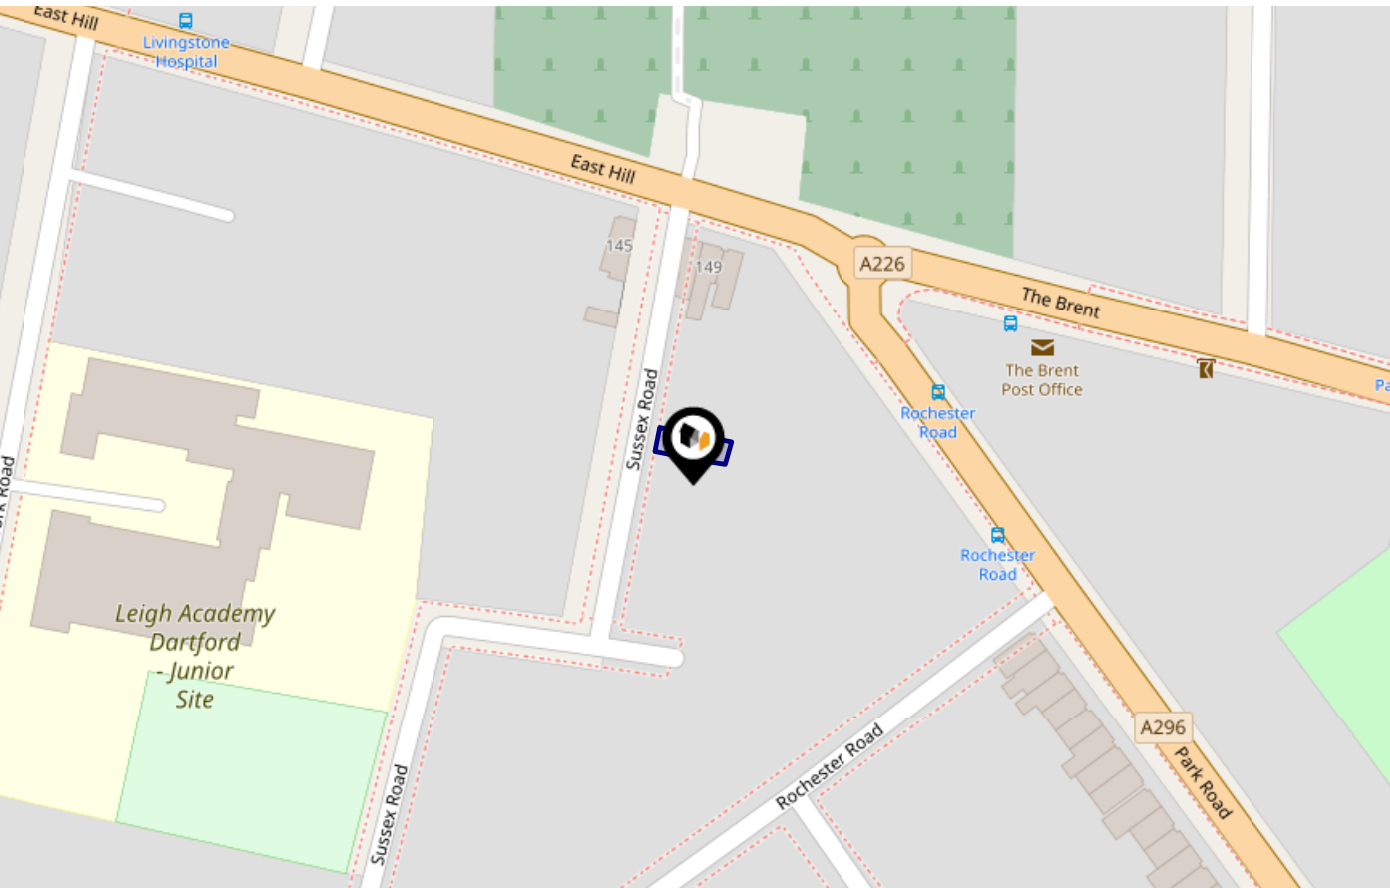 East Hill
Livingstone
Hospital
East Hill
145
149
A226
The Brent
The Brent
Post Office
Pa
Rochester
Road
Sussex Road
Road
Rochester
Road
Leigh Academy
Dartford
- Junior
Site
A296
Rochester Road
Park Road
Sussex Road